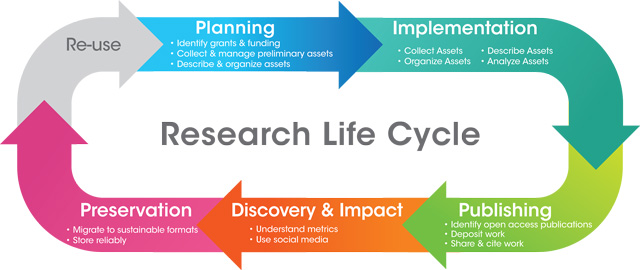 Re-use
Planning
• Identify grants & funding
• Collect & manage preliminary assets
• Describe & organize assets
Implementation
• Collect Assets
• Organize Assets
• Describe Assets
• Analyze Assets
Research Life Cycle
Publishing
• Identify open access publications
• Deposit work
• Share & cite work
Discovery & Impact
• Understand metrics
• Use social media
Preservation
• Migrate to sustainable formats
• Store reliably